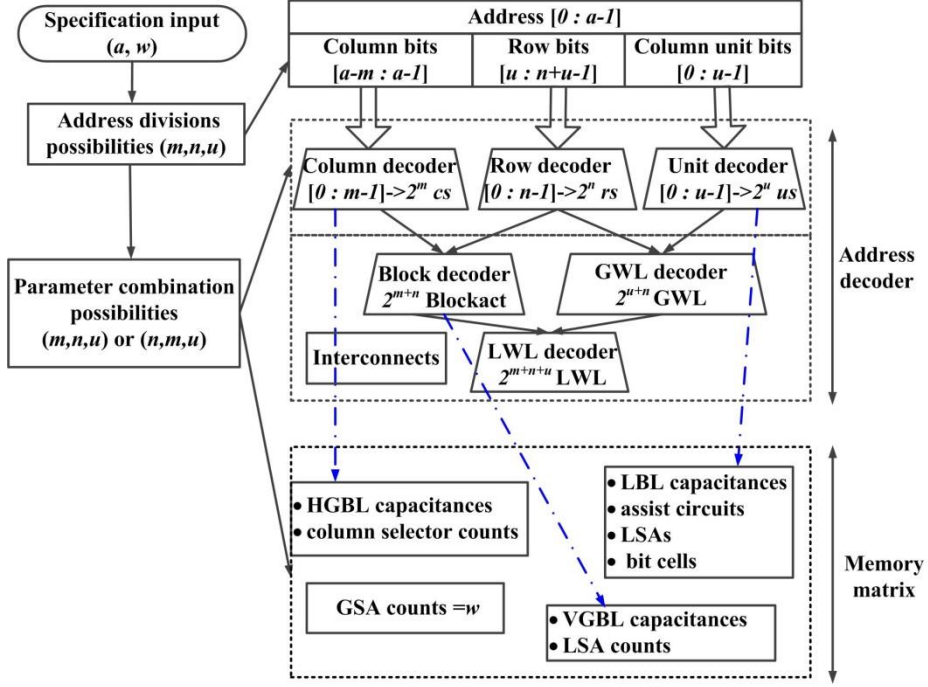 Specification input
(a, w)
Address divisions
possibilities (m,n,u)
Parameter combination
possibilities
(m,n,u) or (n,m,u)
Address [0 : a-1]
Column bits
[a-m : a-1]
Row bits
[u : n+u-1]
Column unit bits
[0 : u-1]
Column decoder
[0 : m-1]->2^m cs
Row decoder
[0 : n-1]->2^n rs
Unit decoder
[0 : u-1]->2^u us
Block decoder
2^{m+n} Blockact
GWL decoder
2^{u+n} GWL
Interconnects
LWL decoder
2^{m+n+u} LWL
Address
decoder
• HGBL capacitances
• column selector counts
• LBL capacitances
• assist circuits
• LSAs
• bit cells
GSA counts =w
• VGBL capacitances
• LSA counts
Memory
matrix